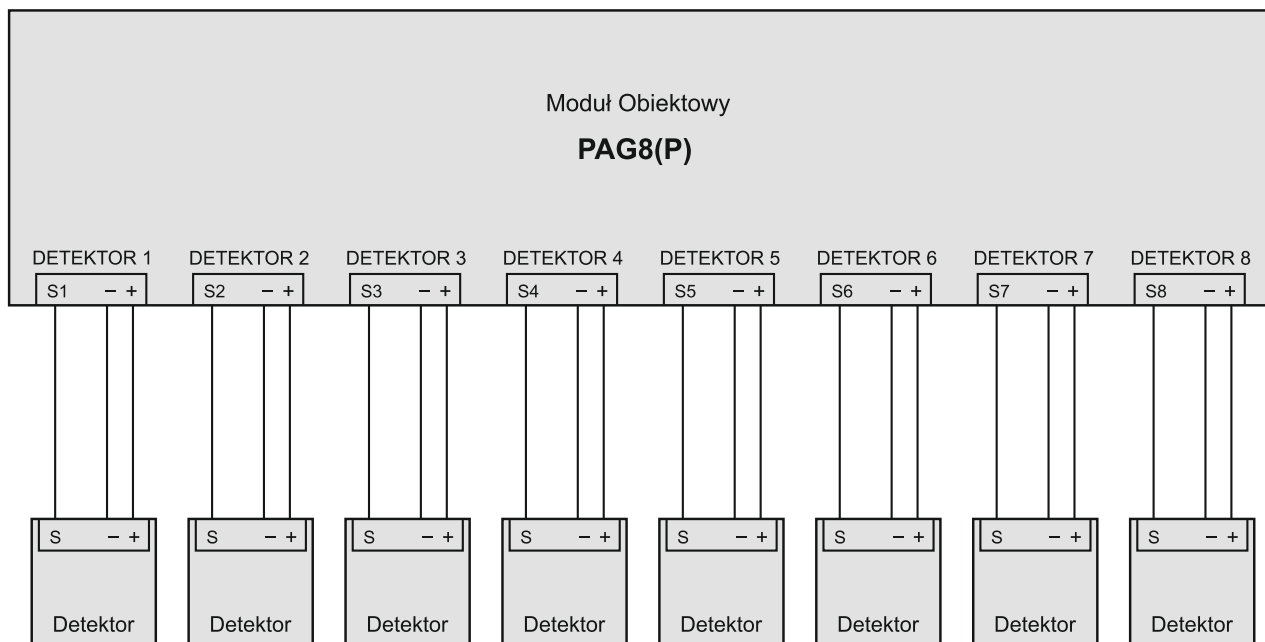 Moduł Obiektowy
PAG8(P)
DETEKTOR 1 DETEKTOR 2 DETEKTOR 3 DETEKTOR 4 DETEKTOR 5 DETEKTOR 6 DETEKTOR 7 DETEKTOR 8
S1 – + S2 – + S3 – + S4 – + S5 – + S6 – + S7 – + S8 – +
S – + S – + S – + S – + S – + S – + S – + S – +
Detektor Detektor Detektor Detektor Detektor Detektor Detektor Detektor